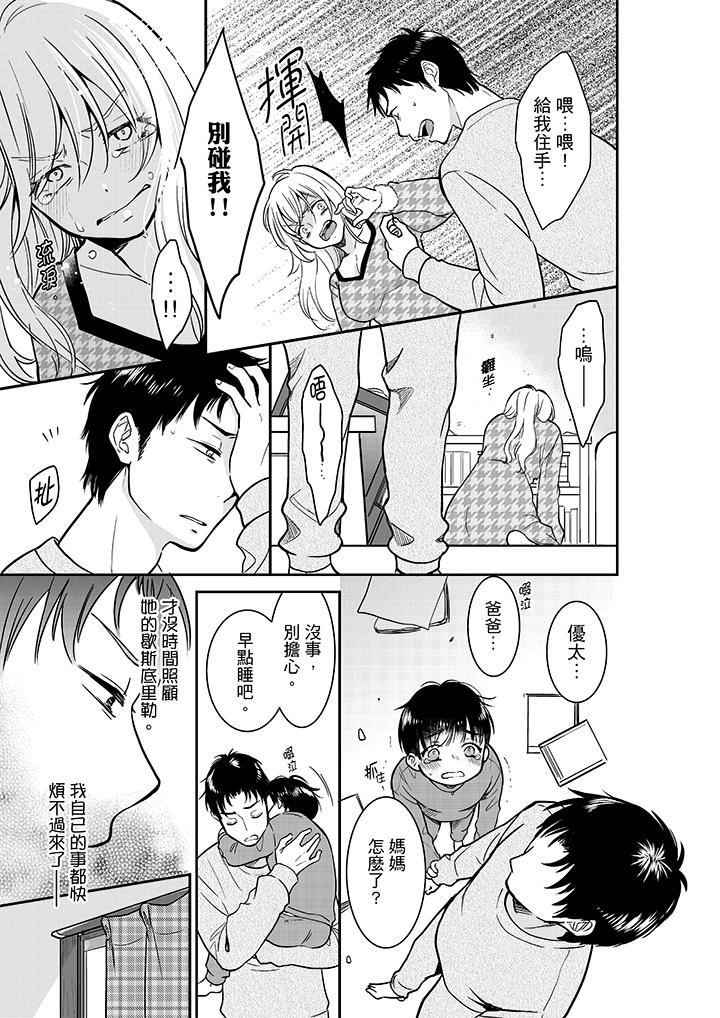 喂…喂！
給我住手…
揮開
別碰我!!
…!!
流淚。
…嗚——
癱坐…
唔——…
扯
優太…
啜泣
爸爸…
抓住
媽媽
怎麼了？
沒事，
別擔心。
早點睡吧。
啜泣
才沒時間照顧
她的歇斯底里勒。
我自己的事都快
煩不過來了——